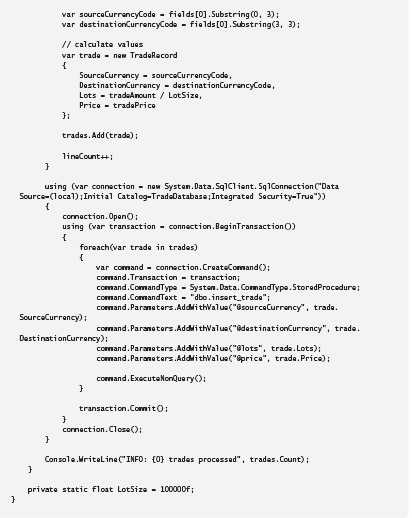 var sourceCurrencyCode = fields[0].Substring(0, 3);
var destinationCurrencyCode = fields[0].Substring(3, 3);
// calculate values
var trade = new TradeRecord
{
SourceCurrency = sourceCurrencyCode,
DestinationCurrency = destinationCurrencyCode,
Lots = tradeAmount / LotSize,
Price = tradePrice
};
trades.Add(trade);
lineCount++;
}
using (var connection = new System.Data.SqlClient.SqlConnection("Data
Source=(local);Initial Catalog=TradeDatabase;Integrated Security=True"))
{
connection.Open();
using (var transaction = connection.BeginTransaction())
{
foreach(var trade in trades)
{
var command = connection.CreateCommand();
command.Transaction = transaction;
command.CommandType = System.Data.CommandType.StoredProcedure;
command.CommandText = "dbo.insert_trade";
command.Parameters.AddWithValue("@sourceCurrency", trade.
SourceCurrency);
command.Parameters.AddWithValue("@destinationCurrency", trade.
DestinationCurrency);
command.Parameters.AddWithValue("@lots", trade.Lots);
command.Parameters.AddWithValue("@price", trade.Price);
command.ExecuteNonQuery();
}
transaction.Commit();
}
connection.Close();
}
Console.WriteLine("INFO: {0} trades processed", trades.Count);
}
private static float LotSize = 100000f;
}